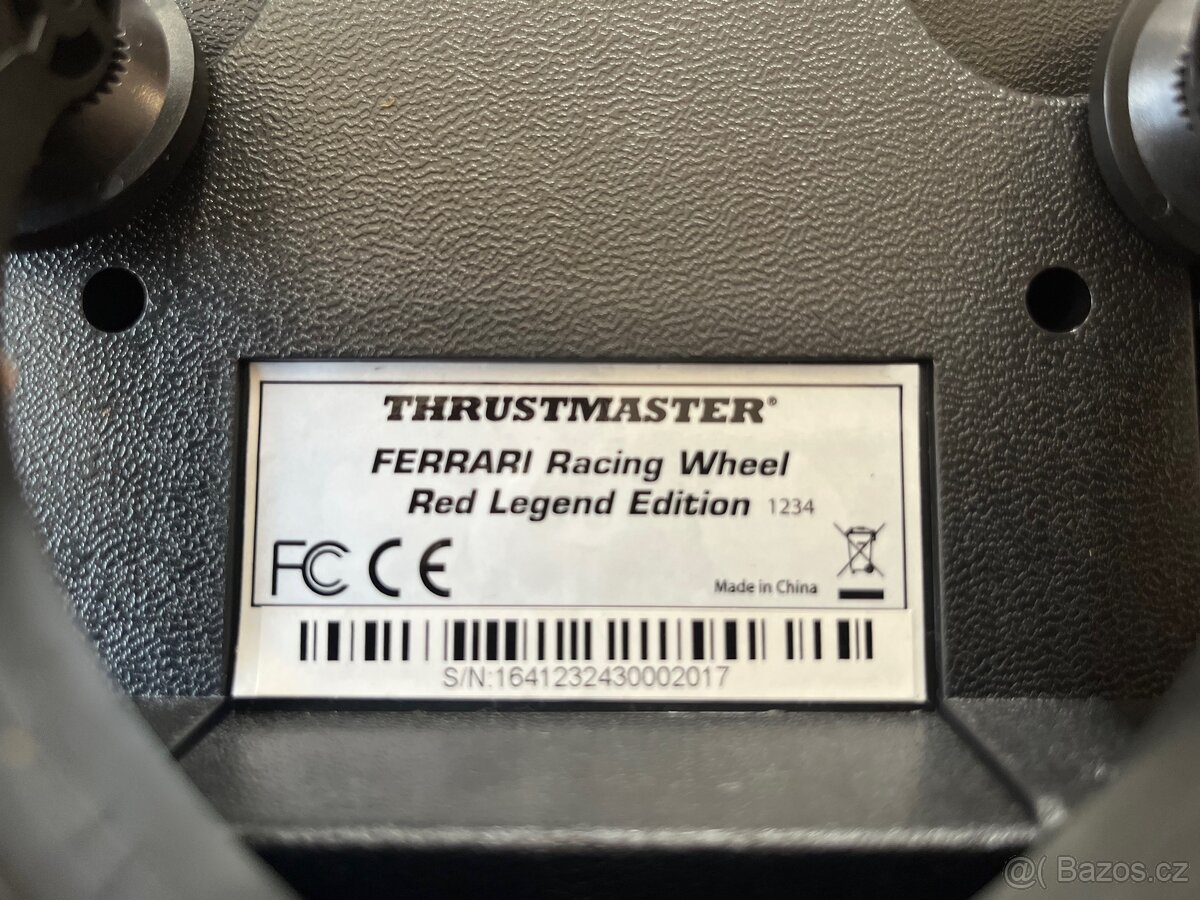 THRUSTMASTER®
FERRARI Racing Wheel
Red Legend Edition 1234
FC CE
Made in China
S/N:1641232430002017
@( Bazos.cz